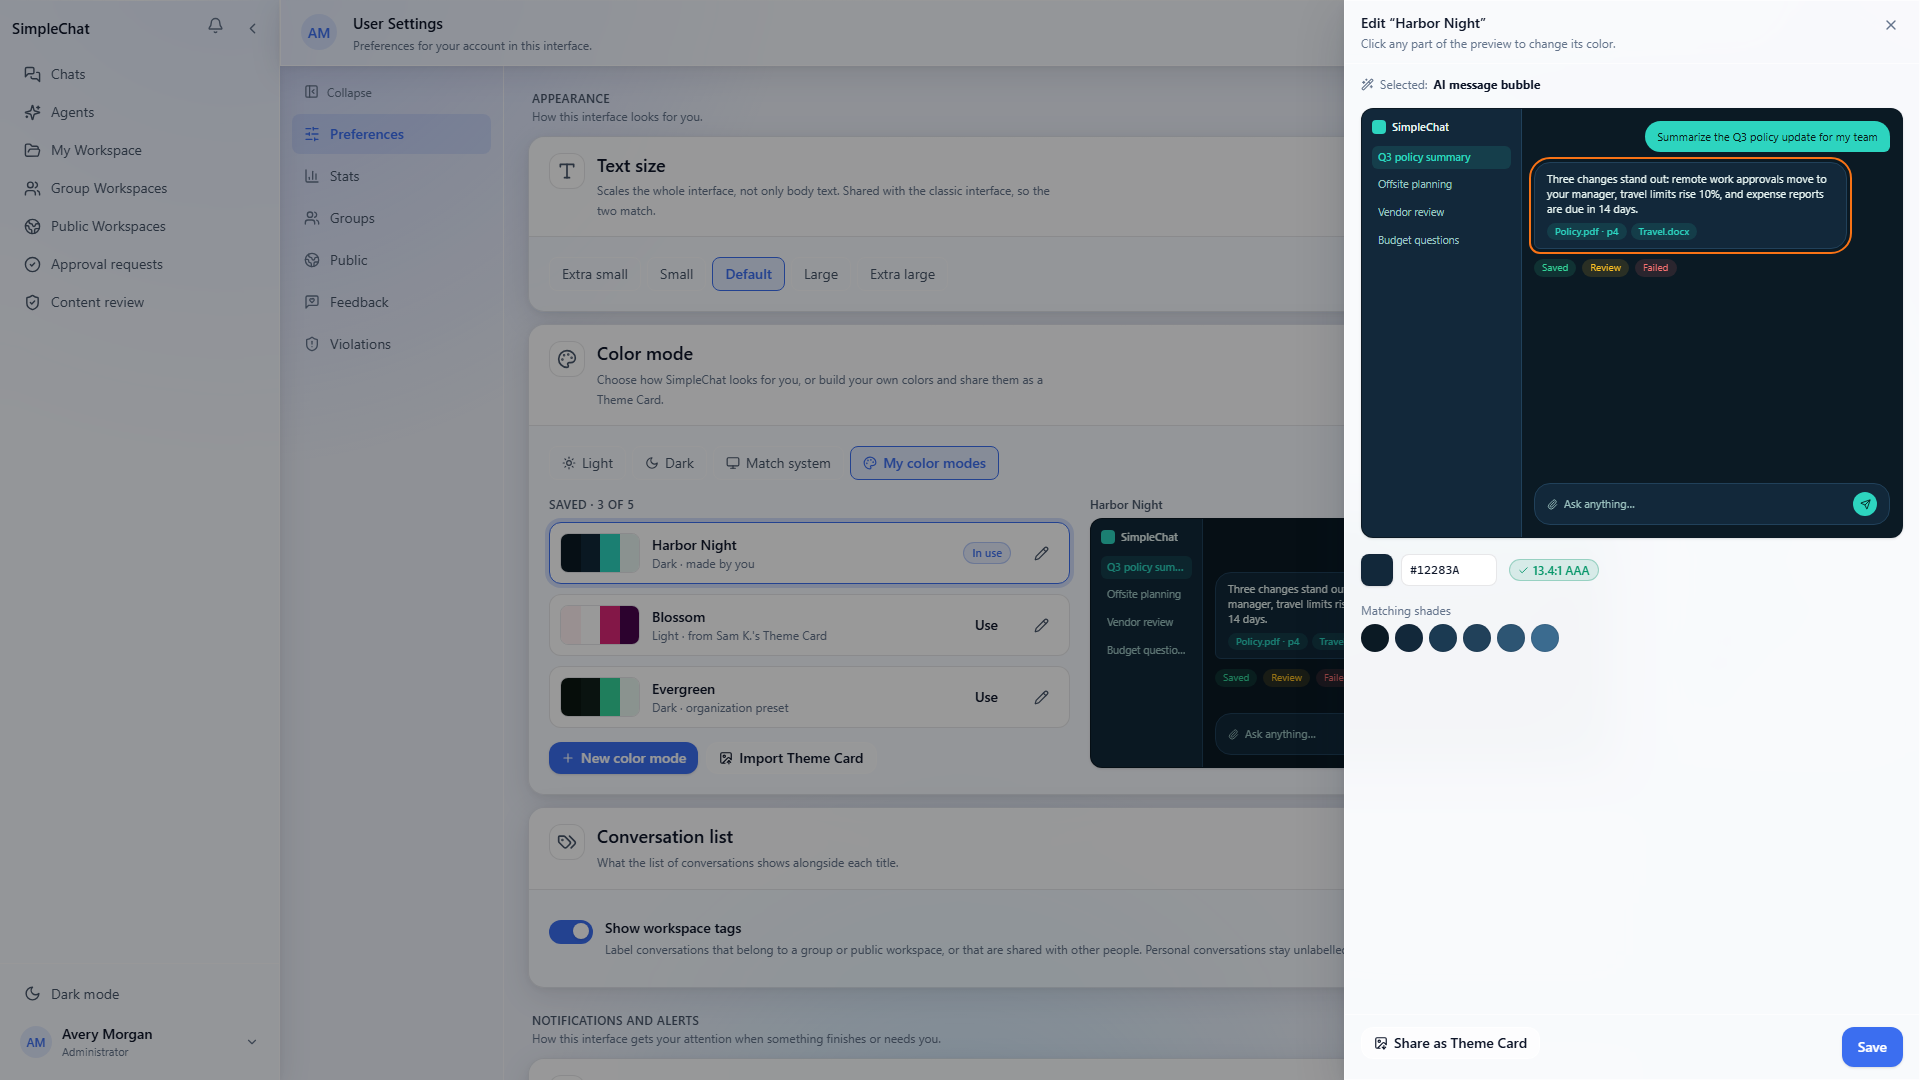 SimpleChat
Chats
Agents
My Workspace
Group Workspaces
Public Workspaces
Approval requests
Content review
Dark mode
AM
Avery Morgan
Administrator
AM
User Settings
Preferences for your account in this interface.
Collapse
Preferences
Stats
Groups
Public
Feedback
Violations
APPEARANCE
How this interface looks for you.
Text size
Scales the whole interface, not only body text. Shared with the classic interface, so the
two match.
Extra small
Small
Default
Large
Extra large
Color mode
Choose how SimpleChat looks for you, or build your own colors and share them as a
Theme Card.
Light
Dark
Match system
My color modes
SAVED · 3 OF 5
Harbor Night
Dark · made by you
In use
Blossom
Light · from Sam K.'s Theme Card
Use
Evergreen
Dark · organization preset
Use
New color mode
Import Theme Card
Harbor Night
SimpleChat
Q3 policy sum...
Offsite planning
Vendor review
Budget questio...
Three changes stand ou
manager, travel limits ris
14 days.
Policy.pdf · p4
Trave
Saved
Review
Faile
Ask anything...
Conversation list
What the list of conversations shows alongside each title.
Show workspace tags
Label conversations that belong to a group or public workspace, or that are shared with other people. Personal conversations stay unlabelled
NOTIFICATIONS AND ALERTS
How this interface gets your attention when something finishes or needs you.
Edit “Harbor Night”
Click any part of the preview to change its color.
Selected: AI message bubble
SimpleChat
Q3 policy summary
Offsite planning
Vendor review
Budget questions
Summarize the Q3 policy update for my team
Three changes stand out: remote work approvals move to
your manager, travel limits rise 10%, and expense reports
are due in 14 days.
Policy.pdf · p4
Travel.docx
Saved
Review
Failed
Ask anything...
#12283A
13.4:1 AAA
Matching shades
Share as Theme Card
Save